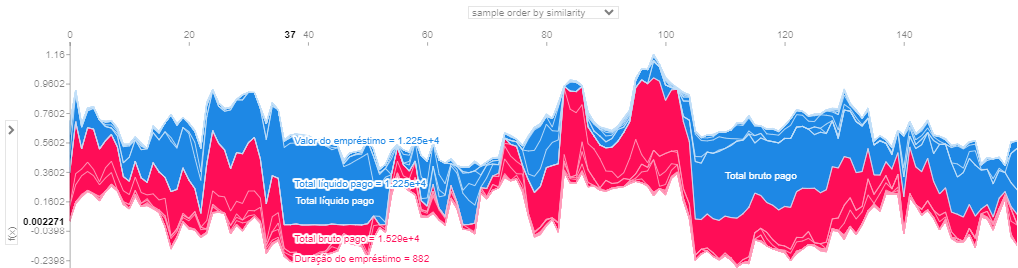 sample order by similarity
0 20 37 40 60 80 100 120 140
1.16
0.9602
0.7602
0.5602
Valor do empréstimo = 1.225e+4
0.3602
Total bruto pago
Total líquido pago = 1.225e+4
0.1602
Total líquido pago
0.002271
-0.0398
f(x)
Total bruto pago = 1.529e+4
-0.2398
Duração do empréstimo = 882